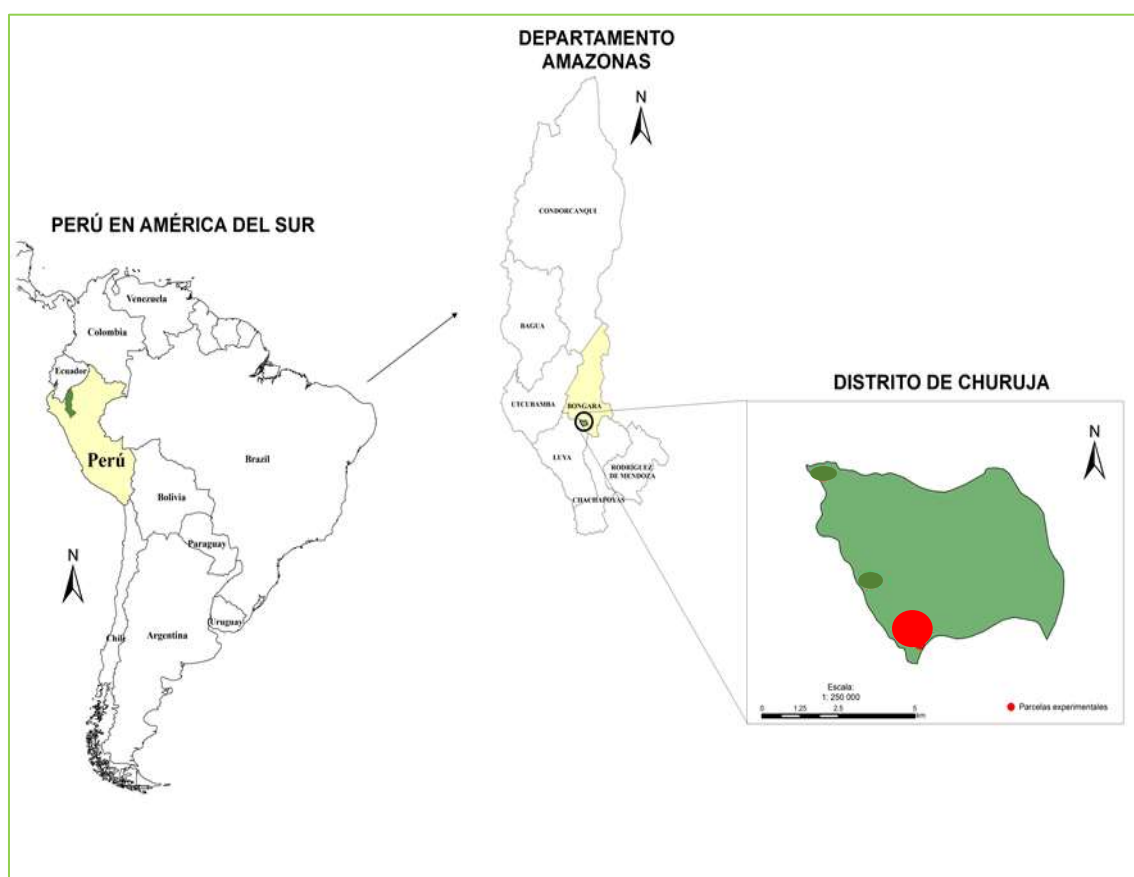 DEPARTAMENTO
AMAZONAS
N
CONDORCANQUI
BAGUA
UTCUBAMBA
BONGARA
LUYA
RODRÍGUEZ
DE MENDOZA
CHACHAPOYAS
PERÚ EN AMÉRICA DEL SUR
Venezuela
Colombia
Ecuador
Perú
Brazil
Bolivia
Paraguay
N
Uruguay
Chile
Argentina
DISTRITO DE CHURUJA
N
Escala:
1: 250 000
0 1.25 2.5 5
km
Parcelas experimentales